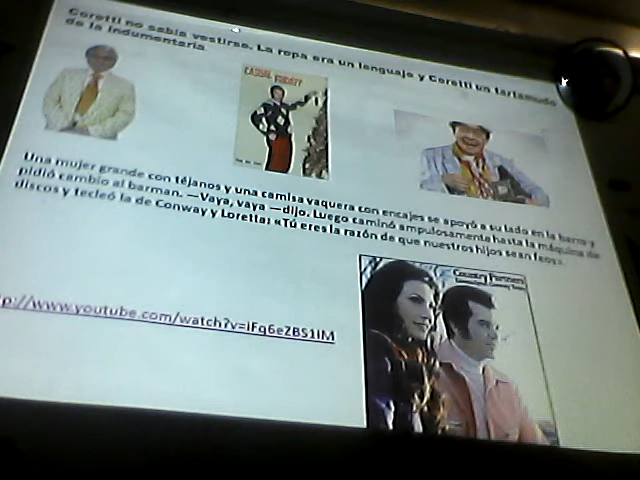 Coretti no sabía vestirse. La ropa era un lenguaje y Coretti un tartamudo
de la indumentaria
CASUAL FRIDAY
Una mujer grande con téjanos y una camisa vaquera con encajes se apoyó a su lado en la barra y
pidió cambio al barman. —Vaya, vaya —dijo. Luego caminó ampulosamente hasta la máquina de
discos y tecleó la de Conway y Loretta: «Tú eres la razón de que nuestros hijos sean feos».
p://www.youtube.com/watch?v=iFq6eZBS1IM
Country Partners